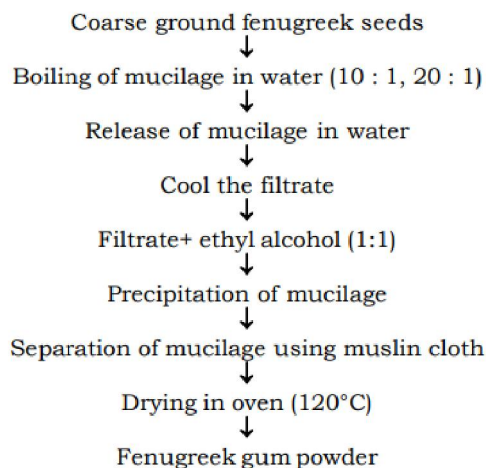 Coarse ground fenugreek seeds
↓
Boiling of mucilage in water (10 : 1, 20 : 1)
↓
Release of mucilage in water
↓
Cool the filtrate
↓
Filtrate+ ethyl alcohol (1:1)
↓
Precipitation of mucilage
↓
Separation of mucilage using muslin cloth
↓
Drying in oven (120°C)
↓
Fenugreek gum powder